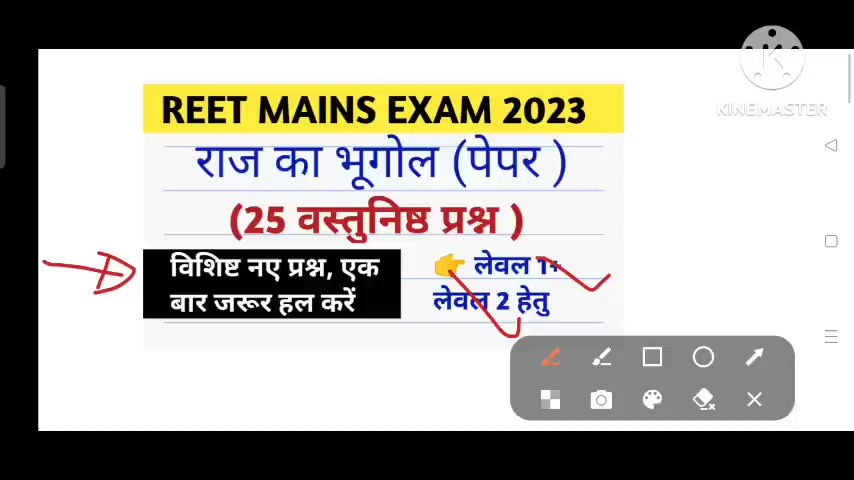 REET MAINS EXAM 2023
राज का भूगोल (पेपर )
(25 वस्तुनिष्ठ प्रश्न )
विशिष्ट नए प्रश्न, एक
बार जरूर हल करें
👉 लेवल 1+
लेवल 2 हेतु
K
KINEMASTER